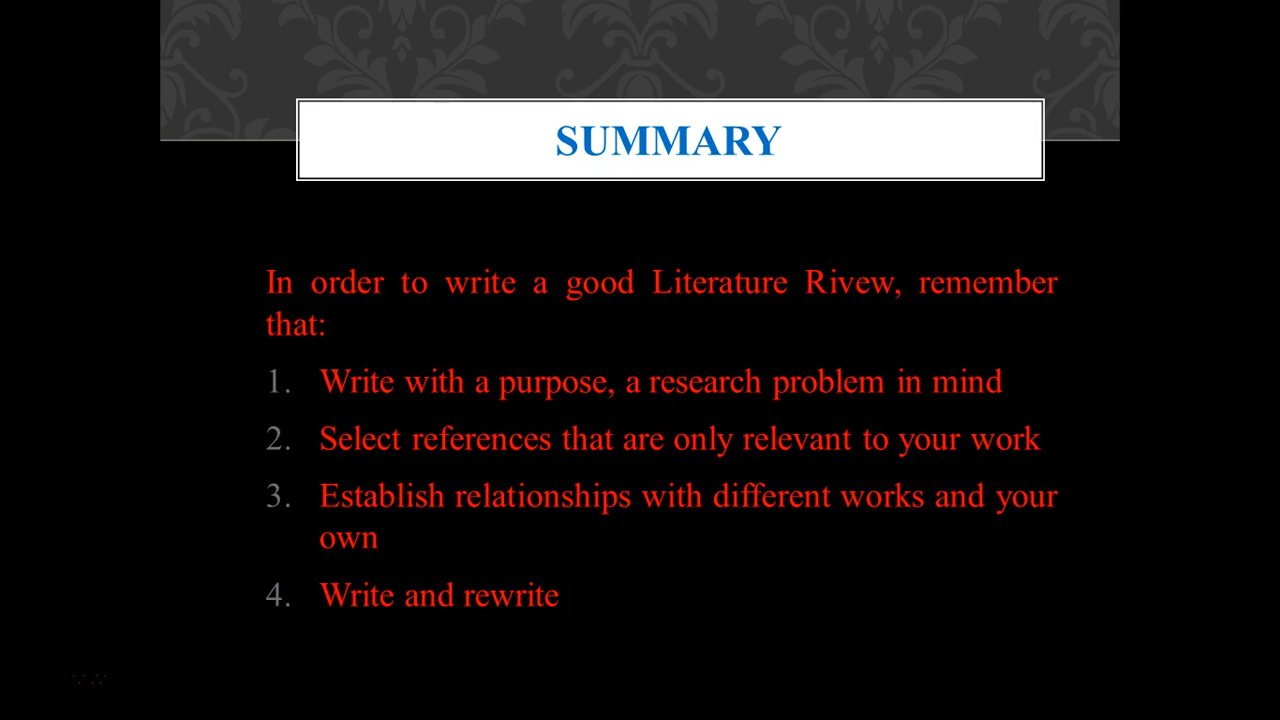 SUMMARY
In order to write a good Literature Rivew, remember
that:
1. Write with a purpose, a research problem in mind
2. Select references that are only relevant to your work
3. Establish relationships with different works and your
own
4. Write and rewrite